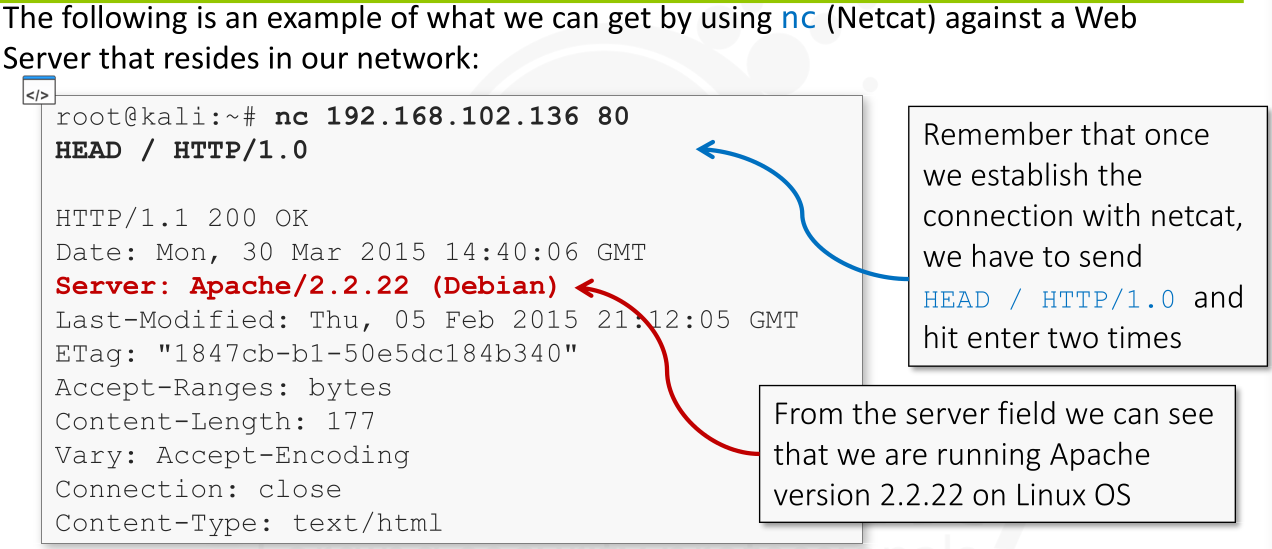 The following is an example of what we can get by using nc (Netcat) against a Web
Server that resides in our network:
</>
root@kali:~# nc 192.168.102.136 80
HEAD / HTTP/1.0
HTTP/1.1 200 OK
Date: Mon, 30 Mar 2015 14:40:06 GMT
Server: Apache/2.2.22 (Debian)
Last-Modified: Thu, 05 Feb 2015 21:12:05 GMT
ETag: "1847cb-b1-50e5dc184b340"
Accept-Ranges: bytes
Content-Length: 177
Vary: Accept-Encoding
Connection: close
Content-Type: text/html
Remember that once
we establish the
connection with netcat,
we have to send
HEAD / HTTP/1.0 and
hit enter two times
From the server field we can see
that we are running Apache
version 2.2.22 on Linux OS